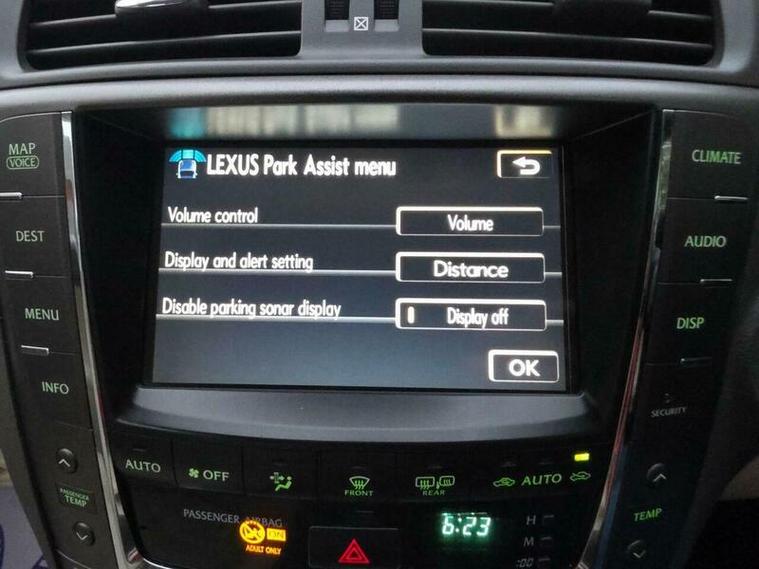 MAP
VOICE
DEST
MENU
INFO
LEXUS Park Assist menu
Volume control
Volume
Display and alert setting
Distance
Disable parking sonar display
Display off
OK
CLIMATE
AUDIO
DISP
SECURITY
AUTO
OFF
FRONT
REAR
AUTO
PASSENGER
TEMP
PASSENGER AIRBAG
ON
ADULT ONLY
6:23
H
M
:00
TEMP